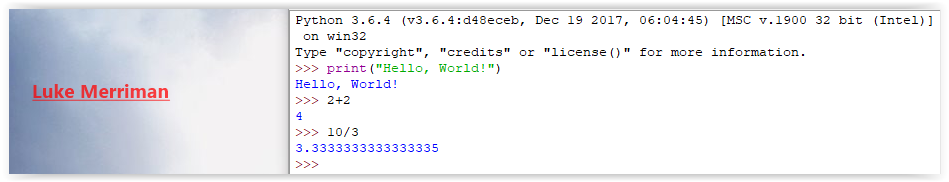 Luke Merriman
Python 3.6.4 (v3.6.4:d48eceb, Dec 19 2017, 06:04:45) [MSC v.1900 32 bit (Intel)]
 on win32
Type "copyright", "credits" or "license()" for more information.
>>> print("Hello, World!")
Hello, World!
>>> 2+2
4
>>> 10/3
3.3333333333333335
>>>